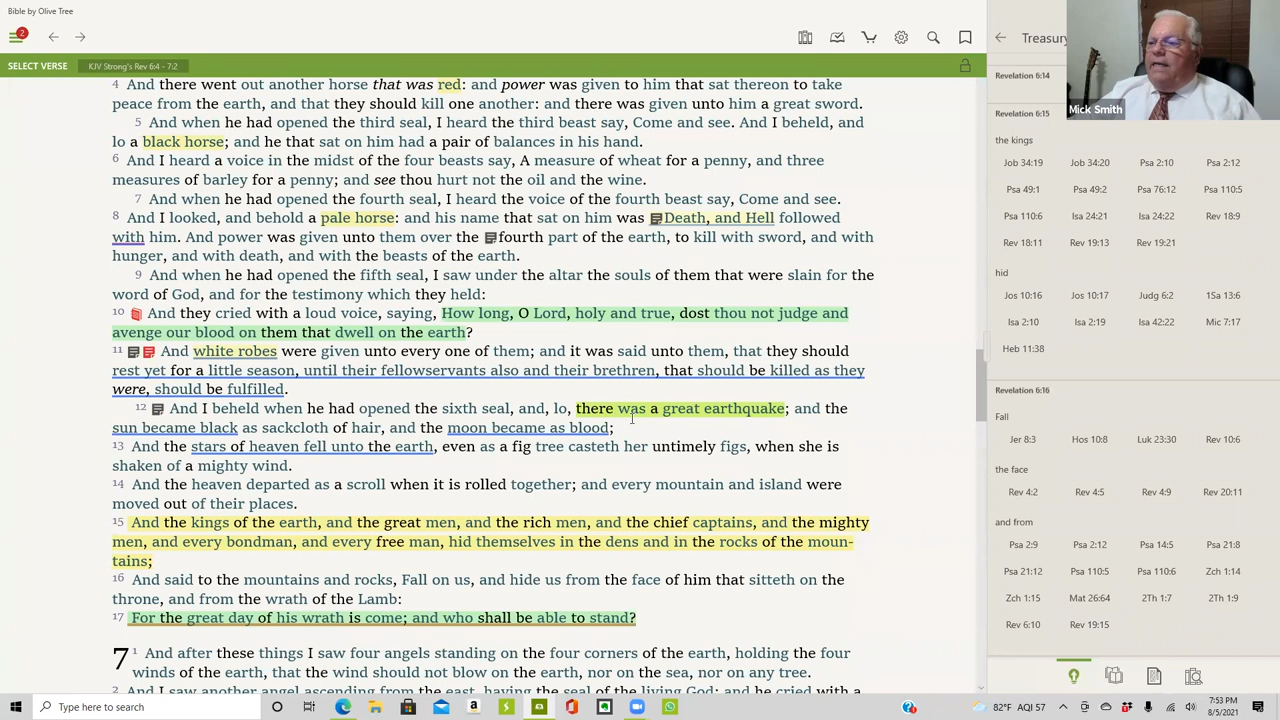 Bible by Olive Tree
2
SELECT VERSE KJV Strong's Rev 6:4 - 7:2
4 And there went out another horse that was red: and power was given to him that sat thereon to take
peace from the earth, and that they should kill one another: and there was given unto him a great sword.
5 And when he had opened the third seal, I heard the third beast say, Come and see. And I beheld, and
lo a black horse; and he that sat on him had a pair of balances in his hand.
6 And I heard a voice in the midst of the four beasts say, A measure of wheat for a penny, and three
measures of barley for a penny; and see thou hurt not the oil and the wine.
7 And when he had opened the fourth seal, I heard the voice of the fourth beast say, Come and see.
8 And I looked, and behold a pale horse: and his name that sat on him was Death, and Hell followed
with him. And power was given unto them over the fourth part of the earth, to kill with sword, and with
hunger, and with death, and with the beasts of the earth.
9 And when he had opened the fifth seal, I saw under the altar the souls of them that were slain for the
word of God, and for the testimony which they held:
10 And they cried with a loud voice, saying, How long, O Lord, holy and true, dost thou not judge and
avenge our blood on them that dwell on the earth?
11 And white robes were given unto every one of them; and it was said unto them, that they should
rest yet for a little season, until their fellowservants also and their brethren, that should be killed as they
were, should be fulfilled.
12 And I beheld when he had opened the sixth seal, and, lo, there was a great earthquake; and the
sun became black as sackcloth of hair, and the moon became as blood;
13 And the stars of heaven fell unto the earth, even as a fig tree casteth her untimely figs, when she is
shaken of a mighty wind.
14 And the heaven departed as a scroll when it is rolled together; and every mountain and island were
moved out of their places.
15 And the kings of the earth, and the great men, and the rich men, and the chief captains, and the mighty
men, and every bondman, and every free man, hid themselves in the dens and in the rocks of the moun-
tains;
16 And said to the mountains and rocks, Fall on us, and hide us from the face of him that sitteth on the
throne, and from the wrath of the Lamb:
17 For the great day of his wrath is come; and who shall be able to stand?
7 1 And after these things I saw four angels standing on the four corners of the earth, holding the four
winds of the earth, that the wind should not blow on the earth, nor on the sea, nor on any tree.
2 And I saw another angel ascending from the east, having the seal of the living God: and he cried with a
Treasury
Mick Smith
Revelation 6:14
Revelation 6:15
the kings
Job 34:19 Job 34:20 Psa 2:10 Psa 2:12
Psa 49:1 Psa 49:2 Psa 76:12 Psa 110:5
Psa 110:6 Isa 24:21 Isa 24:22 Rev 18:9
Rev 18:11 Rev 19:13 Rev 19:21
hid
Jos 10:16 Jos 10:17 Judg 6:2 1Sa 13:6
Isa 2:10 Isa 2:19 Isa 42:22 Mic 7:17
Heb 11:38
Revelation 6:16
Fall
Jer 8:3 Hos 10:8 Luk 23:30 Rev 10:6
the face
Rev 4:2 Rev 4:5 Rev 4:9 Rev 20:11
and from
Psa 2:9 Psa 2:12 Psa 14:5 Psa 21:8
Psa 21:12 Psa 110:5 Psa 110:6 Zch 1:14
Zch 1:15 Mat 26:64 2Th 1:7 2Th 1:9
Rev 6:10 Rev 19:15
Type here to search
82°F AQI 57
7:53 PM
8/5/2021